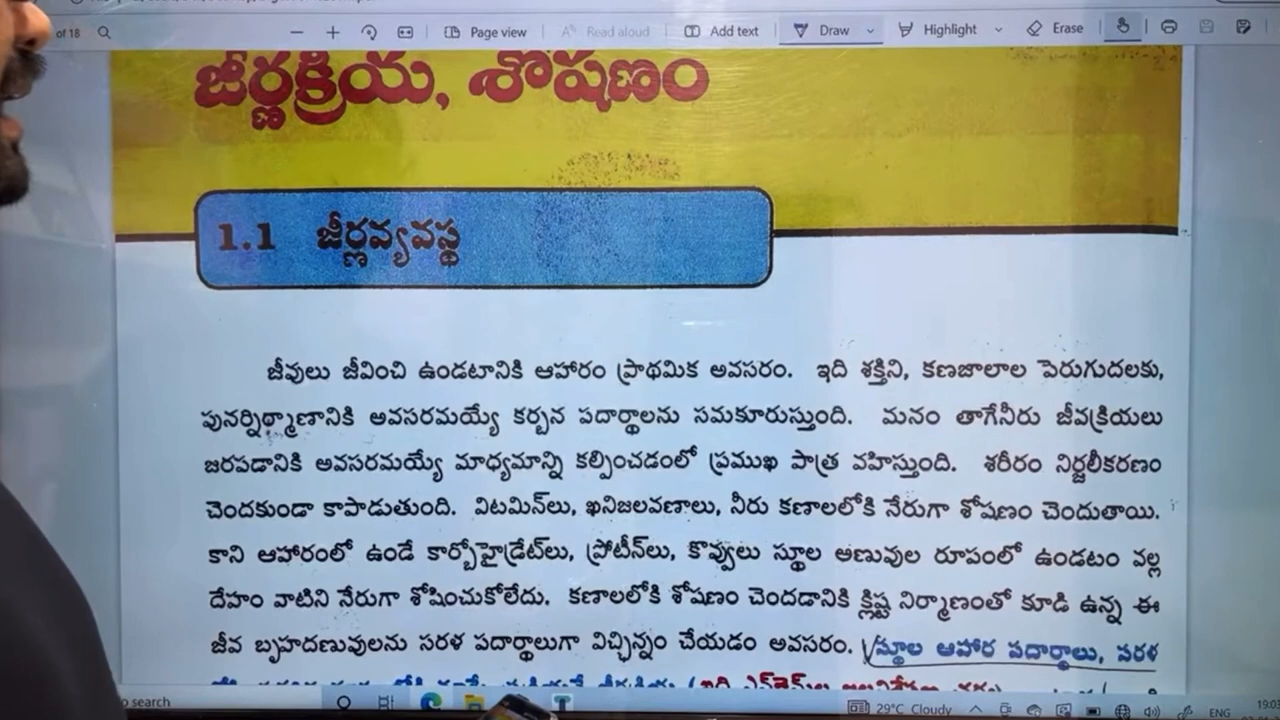 of 18
Page view
Read aloud
Add text
Draw
Highlight
Erase
జీర్ణక్రియ, శోషణం
1.1 జీర్ణవ్యవస్థ
జీవులు జీవించి ఉండటానికి ఆహారం ప్రాథమిక అవసరం. ఇది శక్తిని, కణజాలాల పెరుగుదలకు,
పునర్నిర్మాణానికి అవసరమయ్యే కర్బన పదార్థాలను సమకూరుస్తుంది. మనం తాగేనీరు జీవక్రియలు
జరపడానికి అవసరమయ్యే మాధ్యమాన్ని కల్పించడంలో ప్రముఖ పాత్ర వహిస్తుంది. శరీరం నిర్జలీకరణం
చెందకుండా కాపాడుతుంది. విటమిన్‌లు, ఖనిజలవణాలు, నీరు కణాలలోకి నేరుగా శోషణం చెందుతాయి.
కాని ఆహారంలో ఉండే కార్బోహైడ్రేట్‌లు, ప్రోటీన్‌లు, కొవ్వులు స్థూల అణువుల రూపంలో ఉండటం వల్ల
దేహం వాటిని నేరుగా శోషించుకోలేదు. కణాలలోకి శోషణం చెందడానికి క్లిష్ట నిర్మాణంతో కూడి ఉన్న ఈ
జీవ బృహదణువులను సరళ పదార్థాలుగా విచ్ఛిన్నం చేయడం అవసరం. స్థూల ఆహార పదార్థాలు, సరళ
o search
29°C Cloudy
ENG